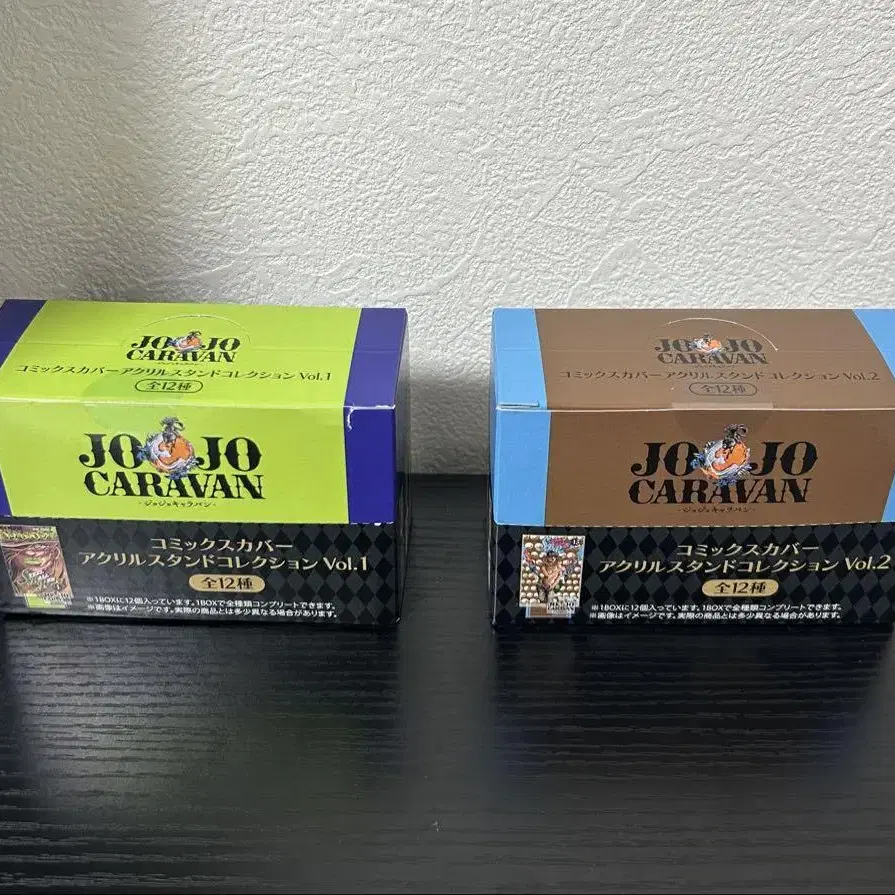 JOJO
CARAVAN
コミックスカバーアクリルスタンドコレクション Vol.1
全12種
JOJO
CARAVAN
-ジョジョキャラバン-
コミックスカバー
アクリルスタンドコレクション Vol.1
全12種
※1BOXに12個入っています。1BOXで全種類コンプリートできます。
※画像はイメージです。実際の商品とは多少異なる場合があります。
JOJO
CARAVAN
コミックスカバーアクリルスタンドコレクション Vol.2
全12種
JOJO
CARAVAN
-ジョジョキャラバン-
コミックスカバー
アクリルスタンドコレクション Vol.2
全12種
※1BOXに12個入っています。1BOXで全種類コンプリートできます。
※画像はイメージです。実際の商品とは多少異なる場合があります。